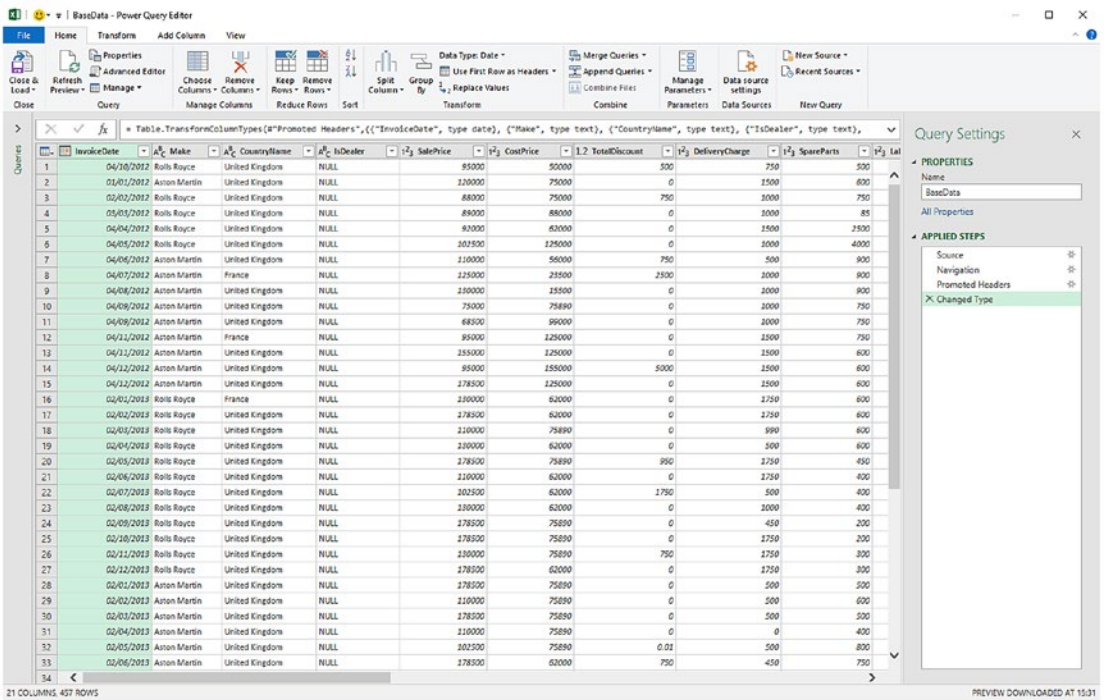 BaseData - Power Query Editor
File Home Transform Add Column View
Close & Load
Refresh Preview
Properties
Advanced Editor
Manage
Choose Columns
Remove Columns
Keep Rows
Remove Rows
Split Column
Group By
Data Type: Date
Use First Row as Headers
Replace Values
Merge Queries
Append Queries
Combine Files
Manage Parameters
Data source settings
New Source
Recent Sources
Close Query Manage Columns Reduce Rows Sort Transform Combine Parameters Data Sources New Query
fx = Table.TransformColumnTypes(#"Promoted Headers",{{"InvoiceDate", type date}, {"Make", type text}, {"CountryName", type text}, {"IsDealer", type text},
Queries
InvoiceDate Make CountryName IsDealer SalePrice CostPrice 1.2 TotalDiscount DeliveryCharge SpareParts
1 04/10/2012 Rolls Royce United Kingdom NULL 95000 50000 500 750 500
2 01/01/2012 Aston Martin United Kingdom NULL 120000 75000 0 1500 600
3 02/02/2012 Rolls Royce United Kingdom NULL 88000 75000 750 1000 750
4 03/03/2012 Rolls Royce United Kingdom NULL 89000 88000 0 1000 85
5 04/04/2012 Rolls Royce United Kingdom NULL 92000 62000 0 1500 2500
6 04/05/2012 Rolls Royce United Kingdom NULL 102500 125000 0 1000 4000
7 04/06/2012 Aston Martin United Kingdom NULL 110000 56000 750 500 900
8 04/07/2012 Aston Martin France NULL 125000 23500 2500 1000 900
9 04/08/2012 Aston Martin United Kingdom NULL 130000 15500 0 1000 900
10 04/09/2012 Aston Martin United Kingdom NULL 75000 75890 0 1000 750
11 04/09/2012 Aston Martin United Kingdom NULL 68500 99000 0 1000 750
12 04/11/2012 Aston Martin France NULL 95000 125000 0 1500 750
13 04/11/2012 Aston Martin United Kingdom NULL 155000 125000 0 1500 600
14 04/12/2012 Aston Martin United Kingdom NULL 95000 155000 5000 1500 600
15 04/12/2012 Aston Martin United Kingdom NULL 178500 125000 0 1500 600
16 02/01/2013 Rolls Royce France NULL 130000 62000 0 1750 600
17 02/02/2013 Rolls Royce United Kingdom NULL 178500 62000 0 1750 600
18 02/03/2013 Rolls Royce United Kingdom NULL 110000 75890 0 990 600
19 02/04/2013 Rolls Royce United Kingdom NULL 130000 62000 0 500 600
20 02/05/2013 Rolls Royce United Kingdom NULL 178500 75890 950 1750 450
21 02/06/2013 Rolls Royce United Kingdom NULL 110000 62000 0 1750 400
22 02/07/2013 Rolls Royce United Kingdom NULL 102500 62000 1750 500 400
23 02/08/2013 Rolls Royce United Kingdom NULL 130000 62000 0 1000 400
24 02/09/2013 Rolls Royce United Kingdom NULL 178500 75890 0 450 200
25 02/10/2013 Rolls Royce United Kingdom NULL 178500 75890 0 1750 200
26 02/11/2013 Rolls Royce United Kingdom NULL 130000 75890 750 1750 300
27 02/12/2013 Rolls Royce United Kingdom NULL 178500 62000 0 1750 300
28 02/01/2013 Aston Martin United Kingdom NULL 178500 75890 0 500 500
29 02/02/2013 Aston Martin United Kingdom NULL 110000 75890 0 500 600
30 02/03/2013 Aston Martin United Kingdom NULL 178500 75890 0 500 500
31 02/04/2013 Aston Martin United Kingdom NULL 110000 75890 0 0 400
32 02/05/2013 Aston Martin United Kingdom NULL 102500 75890 0.01 500 800
33 02/06/2013 Aston Martin United Kingdom NULL 178500 62000 750 450 750
34
Query Settings
PROPERTIES
Name
BaseData
All Properties
APPLIED STEPS
Source
Navigation
Promoted Headers
Changed Type
21 COLUMNS, 457 ROWS
PREVIEW DOWNLOADED AT 15:31